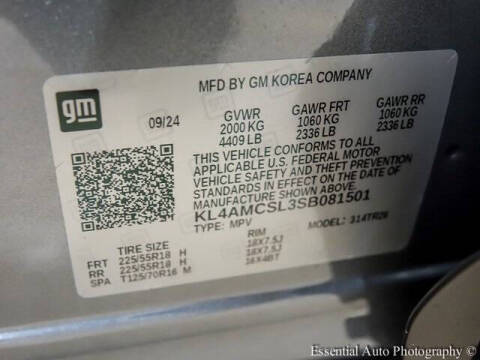 MFD BY GM KOREA COMPANY
gm
09/24
GVWR GAWR FRT GAWR RR
2000 KG 1060 KG 1060 KG
4409 LB 2336 LB 2336 LB
THIS VEHICLE CONFORMS TO ALL
APPLICABLE U.S. FEDERAL MOTOR
VEHICLE SAFETY AND THEFT PREVENTION
STANDARDS IN EFFECT ON THE DATE OF
MANUFACTURE SHOWN ABOVE.
KL4AMCSL3SB081501
TYPE: MPV MODEL: 314TR26
TIRE SIZE RIM
FRT 225/55R18 H 18X7.5J
RR 225/55R18 H 18X7.5J
SPA T125/70R16 M 16X4BT
Essential Auto Photography ©